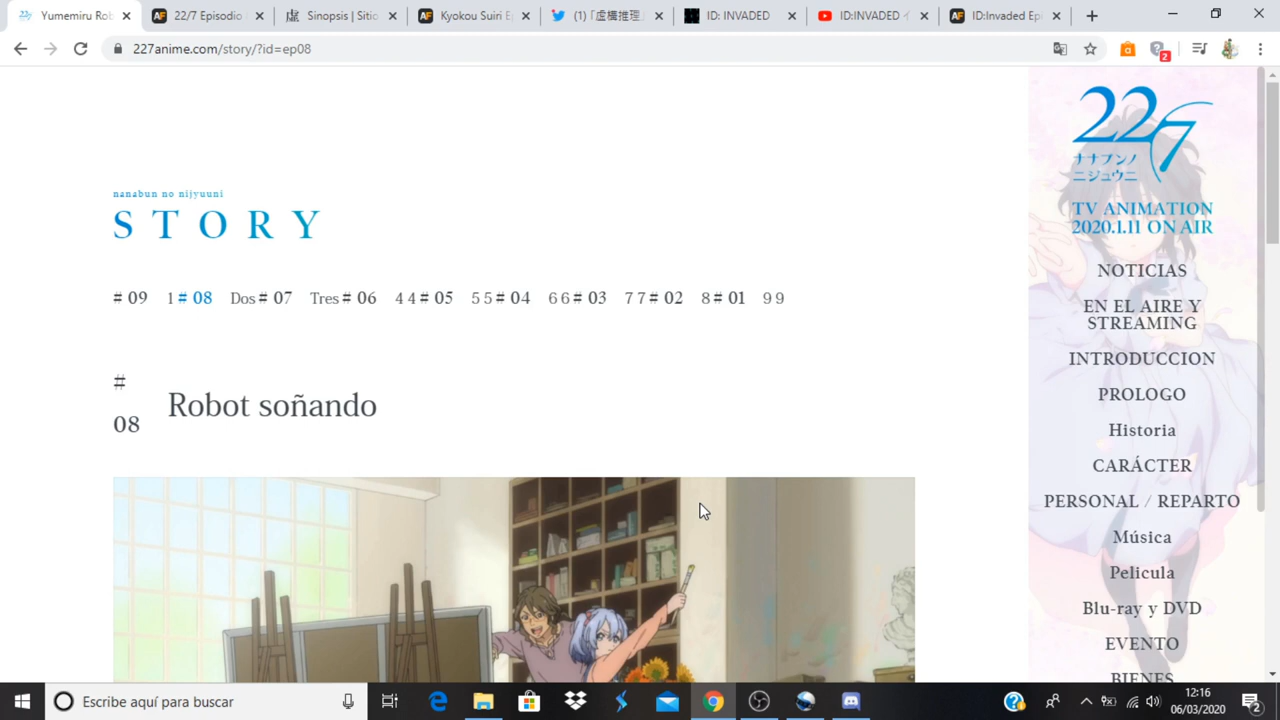 Yumemiru Rob
22/7 Episodio
Sinopsis | Sitio
Kyokou Suiri Ep
(1)「虚構推理」
ID: INVADED
ID:INVADED イ
ID:Invaded Epi
227anime.com/story/?id=ep08
2
nanabun no nijyuuni
STORY
# 09 1 # 08 Dos # 07 Tres # 06 4 4 # 05 5 5 # 04 6 6 # 03 7 7 # 02 8 # 01 9 9
#
08
Robot soñando
22/7
ナナブンノ
ニジュウニ
TV ANIMATION
2020.1.11 ON AIR
NOTICIAS
EN EL AIRE Y
STREAMING
INTRODUCCION
PROLOGO
Historia
CARÁCTER
PERSONAL / REPARTO
Música
Pelicula
Blu-ray y DVD
EVENTO
BIENES
Escribe aquí para buscar
12:16
06/03/2020
2